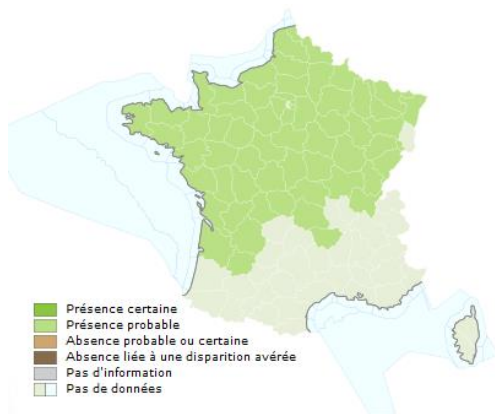 Présence certaine
Présence probable
Absence probable ou certaine
Absence liée à une disparition avérée
Pas d'information
Pas de données